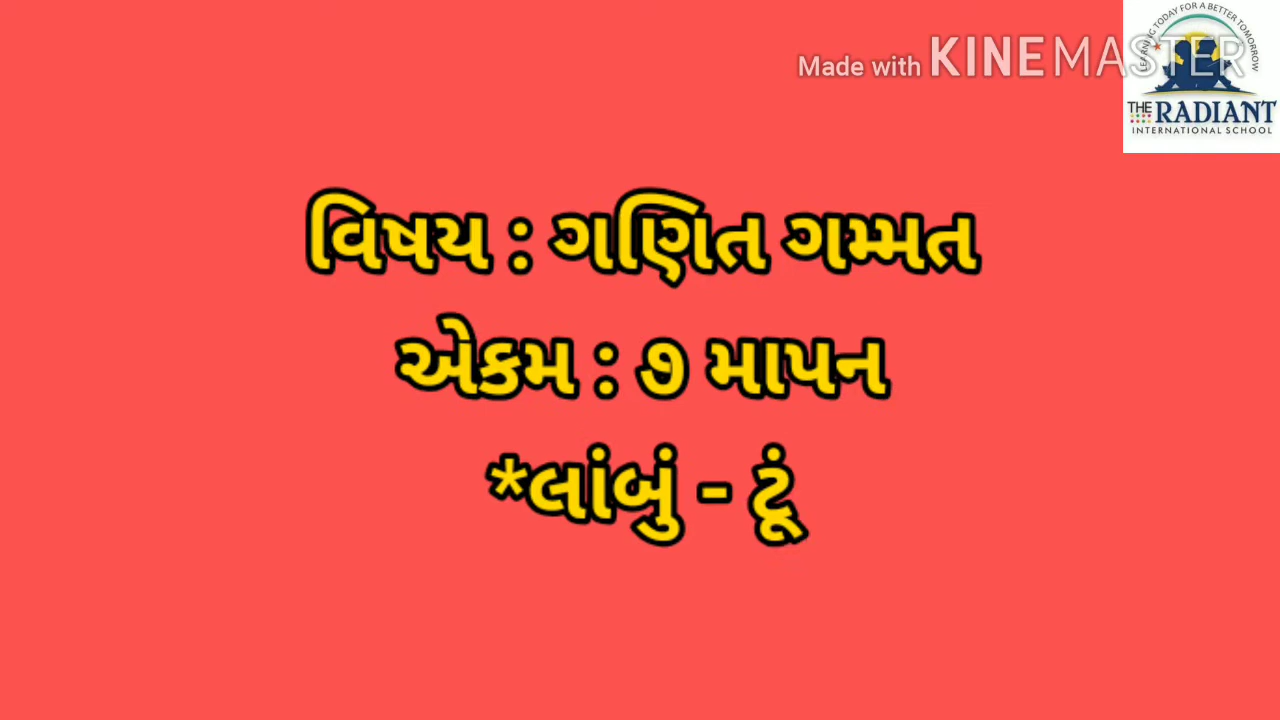 Made with KINEMASTER
LEARNING TODAY FOR A BETTER TOMORROW
THE RADIANT
INTERNATIONAL SCHOOL
વિષય : ગણિત ગમ્મત
એકમ : ૭ માપન
*લાંબું - ટૂં